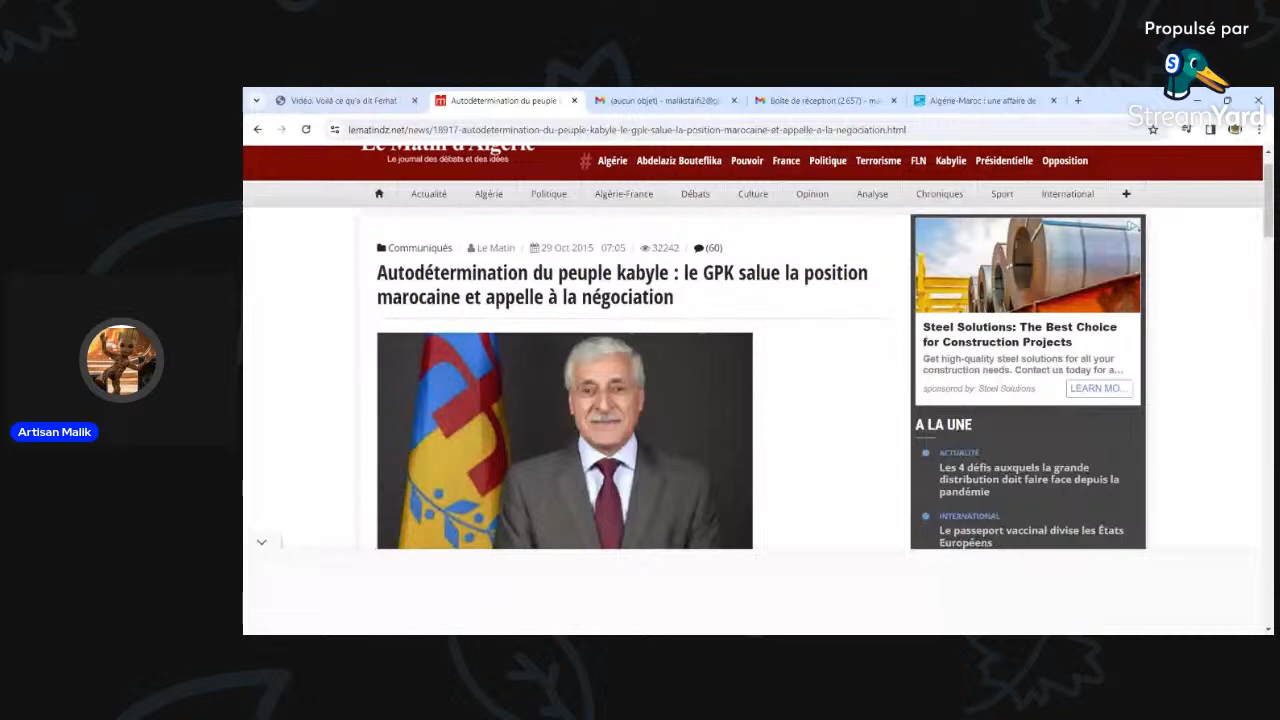 Propulsé par
StreamYard
Vidéo: Voilà ce qu'a dit Ferhat
Autodétermination du peuple
(aucun objet) - malikstaifi2@g
Boîte de réception (2 657) - ma
Algérie-Maroc : une affaire de
lematindz.net/news/18917-autodetermination-du-peuple-kabyle-le-gpk-salue-la-position-marocaine-et-appelle-a-la-negociation.html
Le Matin d'Algérie
Le journal des débats et des idées
# Algérie Abdelaziz Bouteflika Pouvoir France Politique Terrorisme FLN Kabylie Présidentielle Opposition
Actualité Algérie Politique Algérie-France Débats Culture Opinion Analyse Chroniques Sport International
Communiqués Le Matin 29 Oct 2015 07:05 32242 (60)
Autodétermination du peuple kabyle : le GPK salue la position
marocaine et appelle à la négociation
Steel Solutions: The Best Choice
for Construction Projects
Get high-quality steel solutions for all your
construction needs. Contact us today for a...
sponsored by Steel Solutions
LEARN MO...
A LA UNE
ACTUALITÉ
Les 4 défis auxquels la grande
distribution doit faire face depuis la
pandémie
INTERNATIONAL
Le passeport vaccinal divise les États
Européens
Artisan Malik